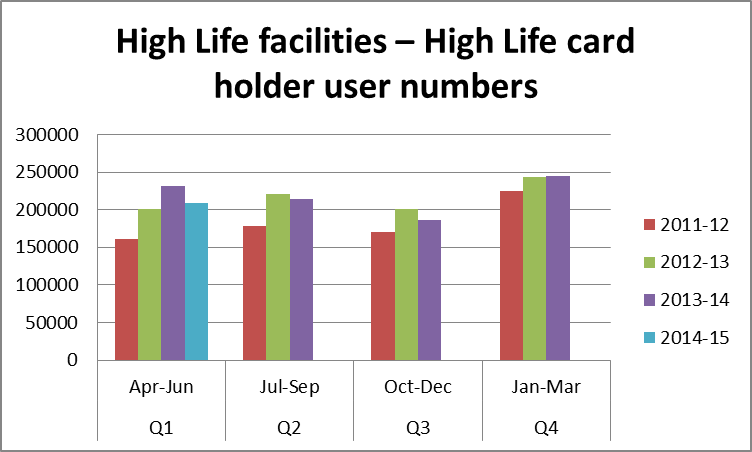 High Life facilities – High Life card
holder user numbers
300000
250000
200000
150000
100000
50000
0
Apr-Jun Jul-Sep Oct-Dec Jan-Mar
Q1 Q2 Q3 Q4
2011-12
2012-13
2013-14
2014-15